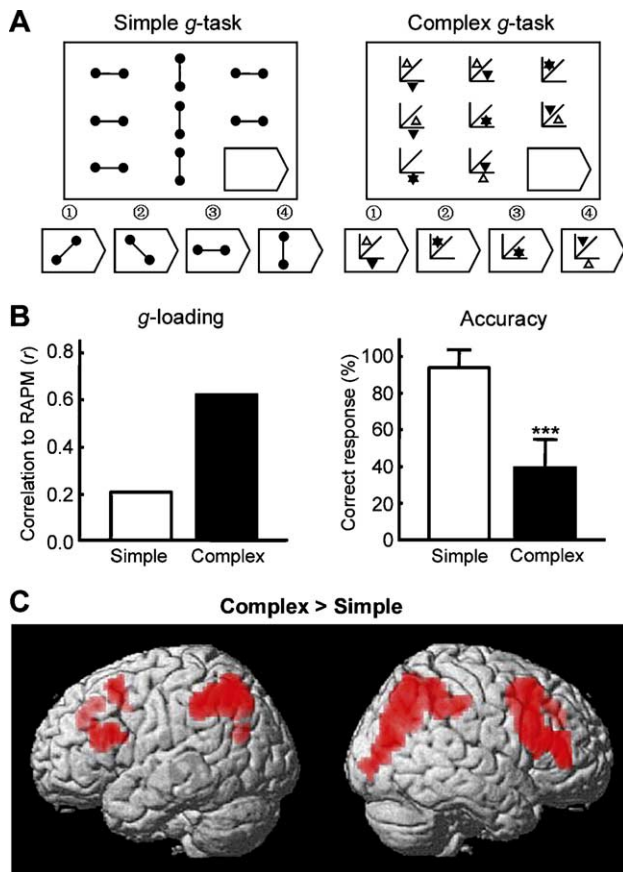 A
Simple g-task
Complex g-task
① ② ③ ④
① ② ③ ④
B
g-loading
Correlation to RAPM (r)
0.8
0.6
0.4
0.2
0.0
Simple Complex
Accuracy
Correct response (%)
100
80
60
40
20
0
***
Simple Complex
C
Complex > Simple